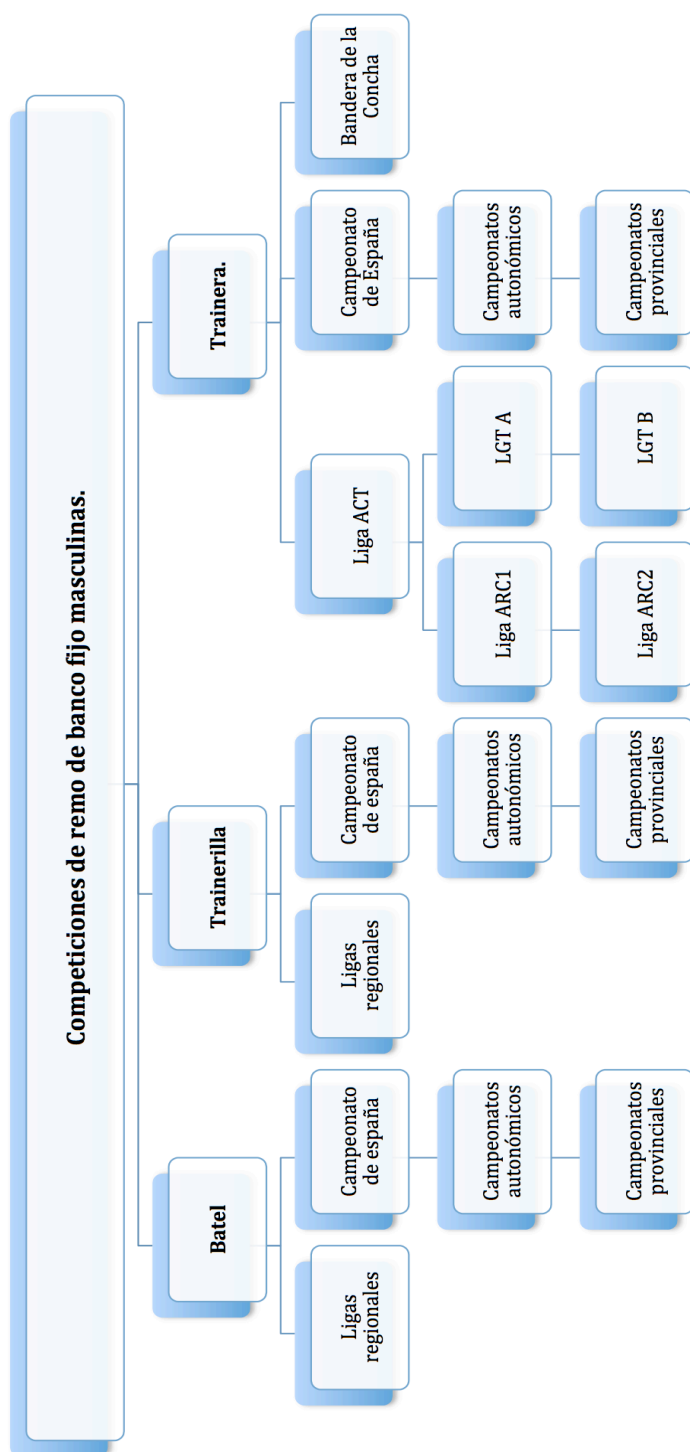 Competiciones de remo de banco fijo masculinas.
Batel
Ligas
regionales
Campeonato
de españa
Campeonatos
autonómicos
Campeonatos
provinciales
Trainerilla
Ligas
regionales
Campeonato
de españa
Campeonatos
autonómicos
Campeonatos
provinciales
Trainera.
Liga ACT
Liga ARC1
Liga ARC2
LGT A
LGT B
Campeonato
de España
Campeonatos
autonómicos
Campeonatos
provinciales
Bandera de la
Concha